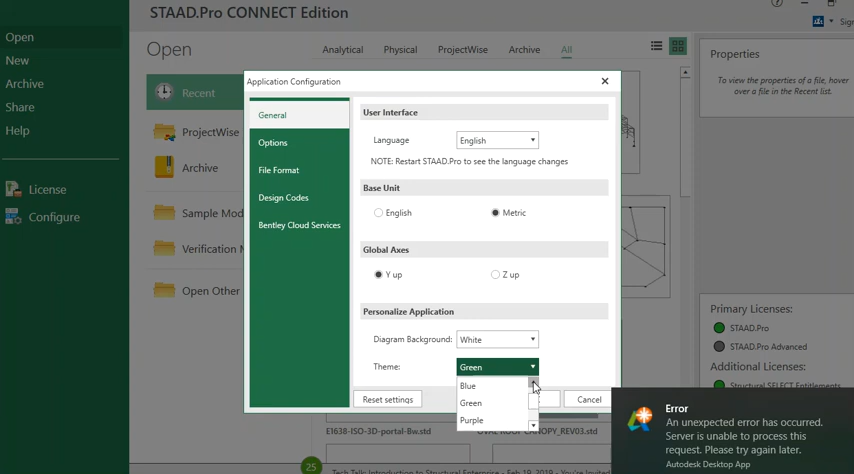 STAAD.Pro CONNECT Edition
Open
New
Archive
Share
Help
License
Configure
Open
Analytical Physical ProjectWise Archive All
Recent
ProjectWise
Archive
Sample Mod
Verification
Open Other
Application Configuration
General
Options
File Format
Design Codes
Bentley Cloud Services
User Interface
Language English
NOTE: Restart STAAD.Pro to see the language changes
Base Unit
English Metric
Global Axes
Y up Z up
Personalize Application
Diagram Background: White
Theme: Green
Blue
Green
Purple
Reset settings Cancel
E1638-ISO-3D-portal-Bw.std OVAL ROOF CANOPY_REV03.std
25
Tech Talk: Introduction to Structural Enterprise - Feb 19, 2019 - You're Invited
Sign
Properties
To view the properties of a file, hover
over a file in the Recent list.
Primary Licenses:
STAAD.Pro
STAAD.Pro Advanced
Additional Licenses:
Structural SELECT Entitlements
Error
An unexpected error has occurred.
Server is unable to process this
request. Please try again later.
Autodesk Desktop App